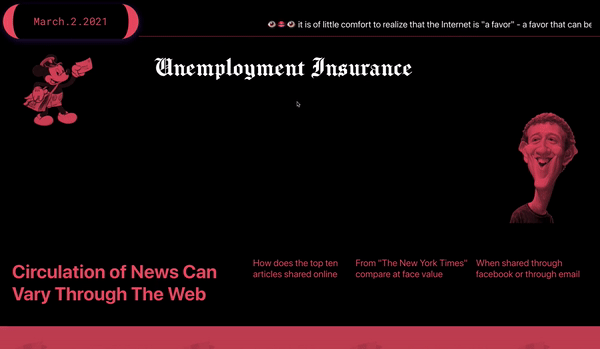 March.2.2021
it is of little comfort to realize that the Internet is "a favor" - a favor that can be
Unemployment Insurance
Circulation of News Can
Vary Through The Web
How does the top ten
articles shared online
From "The New York Times"
compare at face value
When shared through
facebook or through email